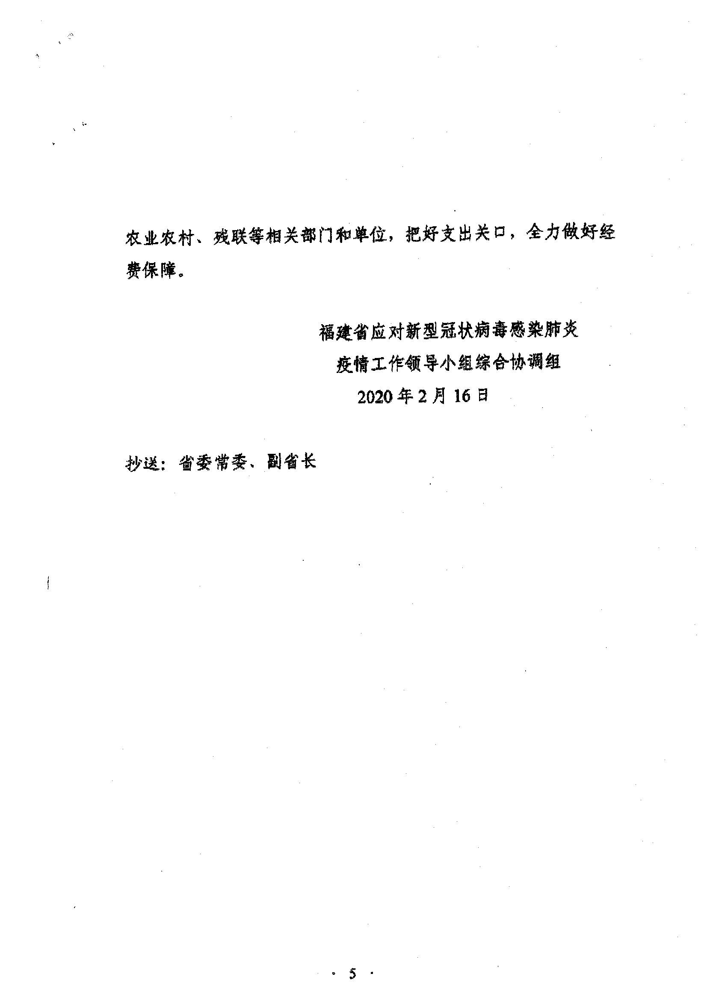 农业农村、残联等相关部门和单位，把好支出关口，全力做好经
费保障。
福建省应对新型冠状病毒感染肺炎
疫情工作领导小组综合协调组
2020年2月16日
抄送：省委常委、副省长
· 5 ·